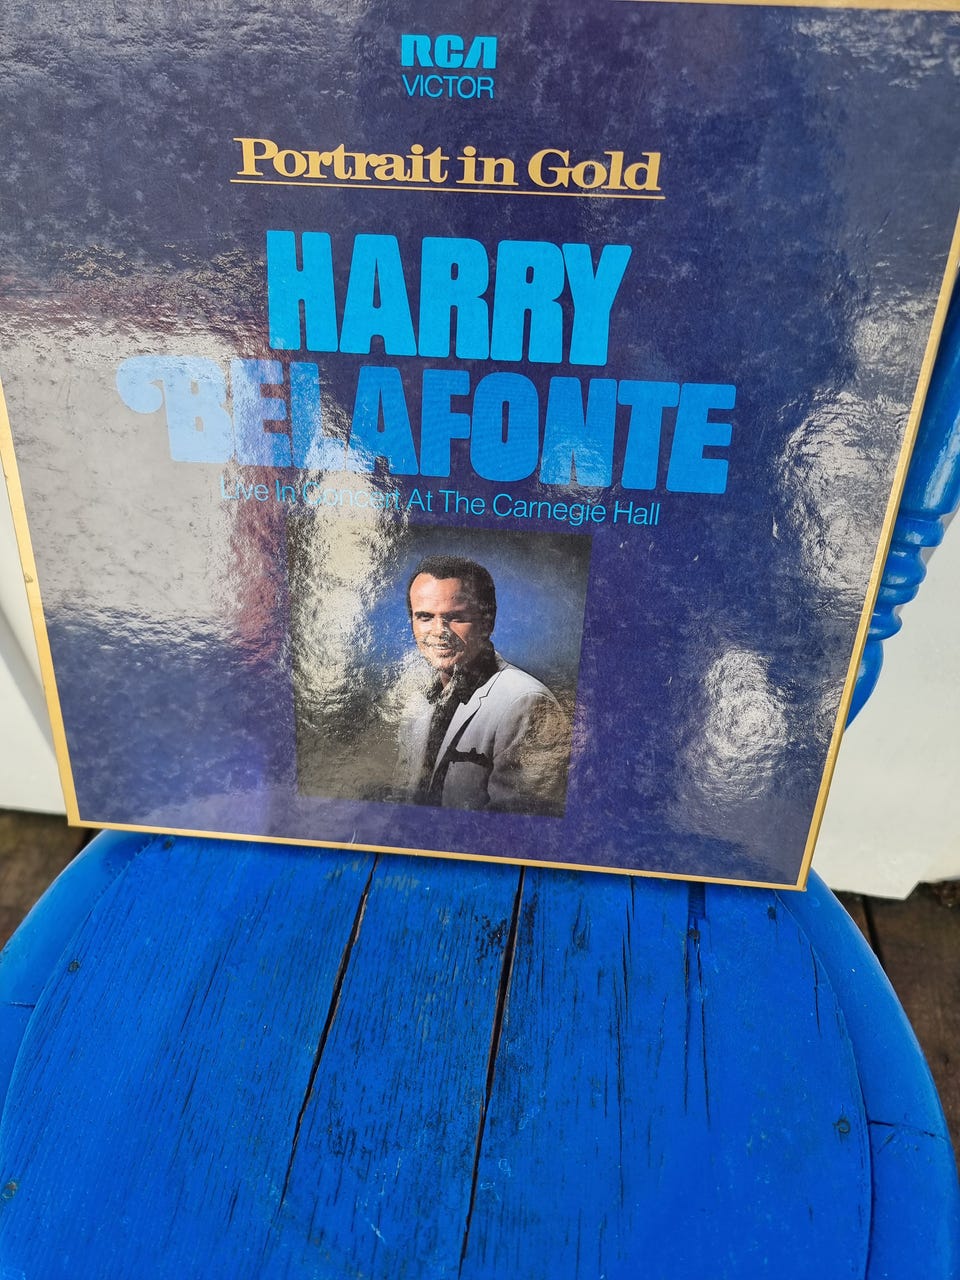 RCA
VICTOR
Portrait in Gold
HARRY
BELAFONTE
Live In Concert At The Carnegie Hall